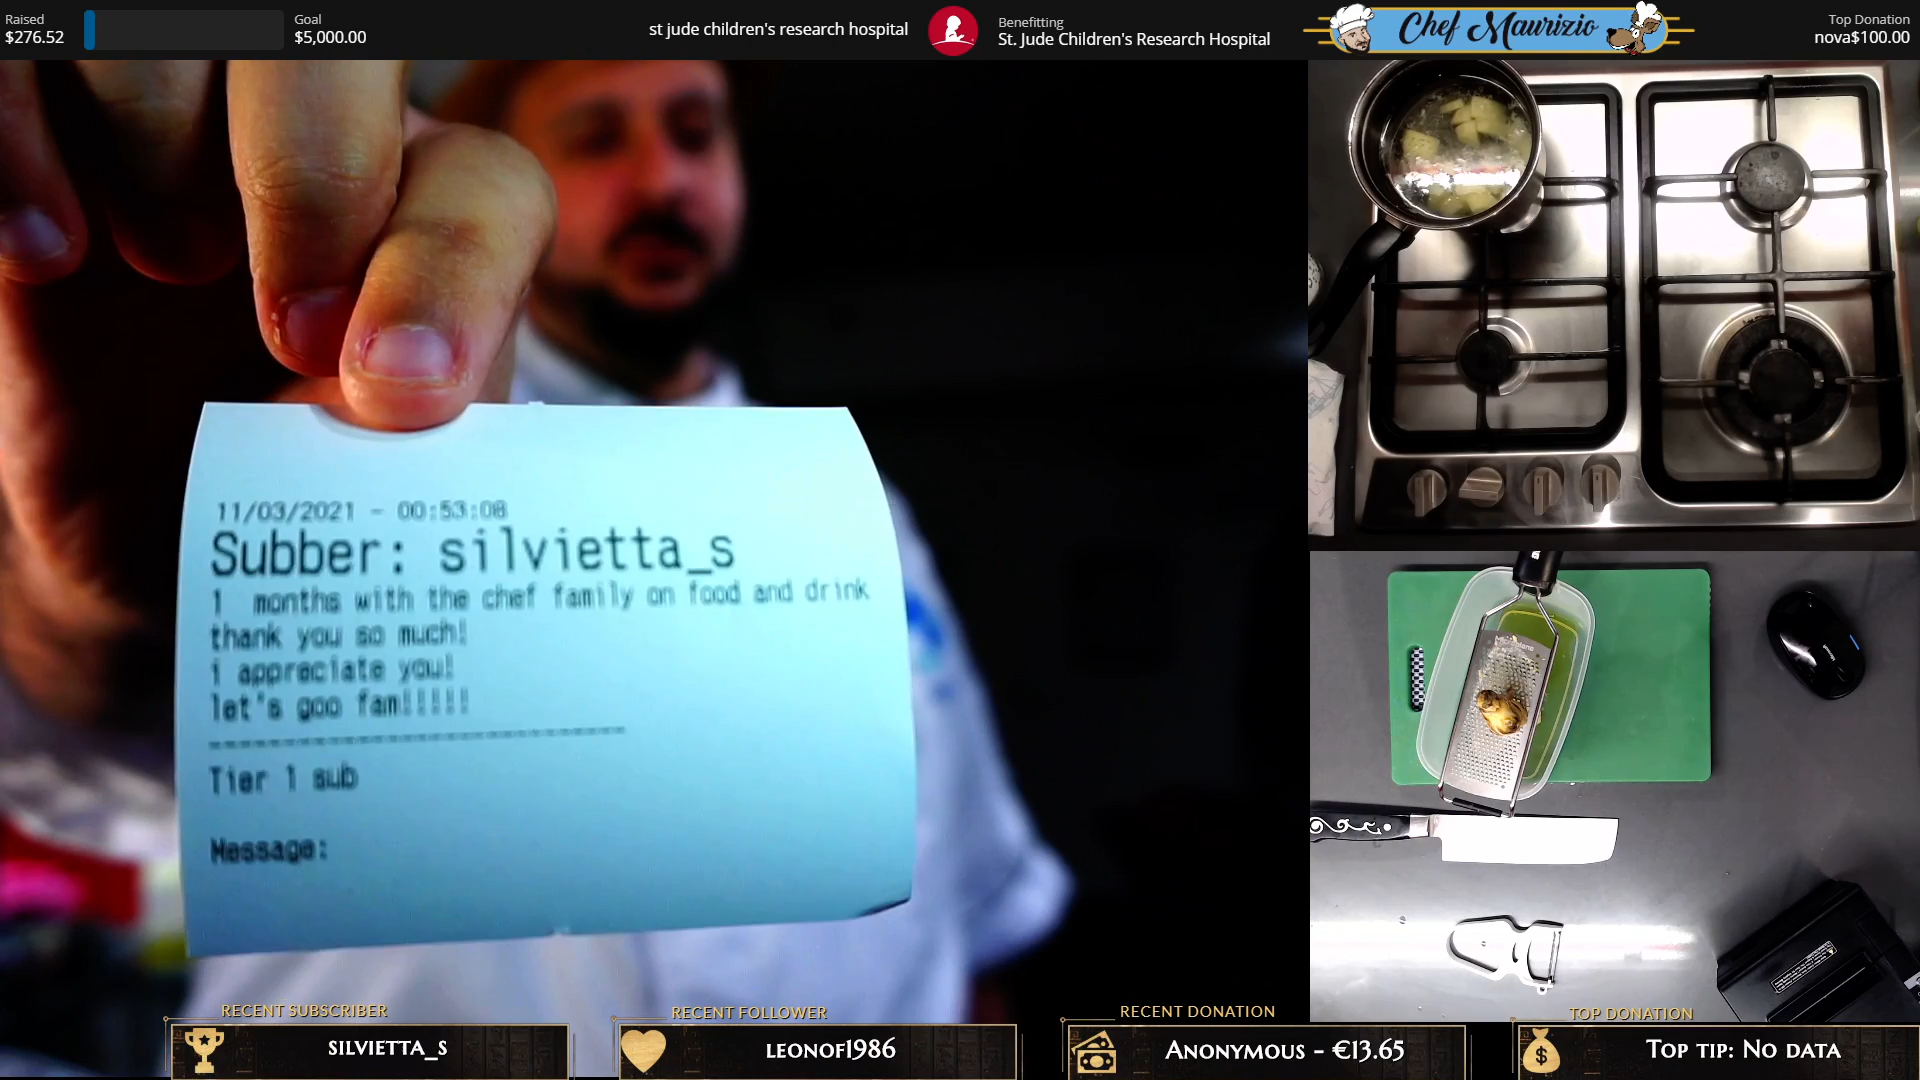 Raised
$276.52
Goal
$5,000.00
st jude children's research hospital
Benefitting
St. Jude Children's Research Hospital
Chef Maurizio
Top Donation
nova$100.00
11/03/2021 - 00:53:08
Subber: silvietta_s
1  months with the chef family on food and drink
thank you so much!
i appreciate you!
let's goo fam!!!!!
Tier 1 sub
Message:
Microplane
Microsoft
RECENT SUBSCRIBER
SILVIETTA_S
RECENT FOLLOWER
LEONOF1986
RECENT DONATION
ANONYMOUS - €13.65
TOP DONATION
TOP TIP: NO DATA